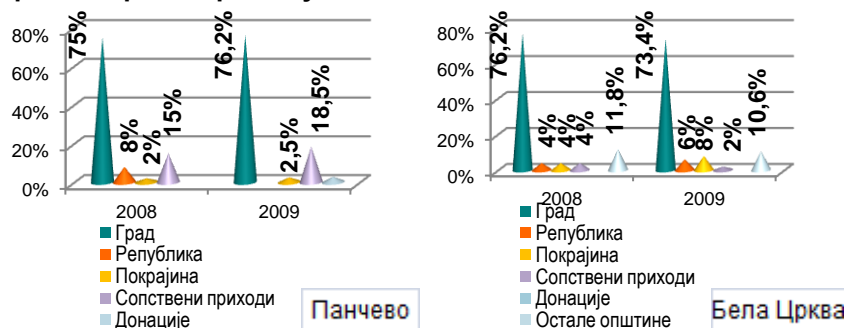 80%
60%
40%
20%
0%
75%
8%
2%
15%
76,2%
2,5%
18,5%
2008
2009
Град
Република
Покрајина
Сопствени приходи
Донације
Панчево
80%
60%
40%
20%
0%
76,2%
4%
4%
4%
11,8%
73,4%
6%
8%
2%
10,6%
2008
2009
Град
Република
Покрајина
Сопствени приходи
Донације
Остале општине
Бела Црква